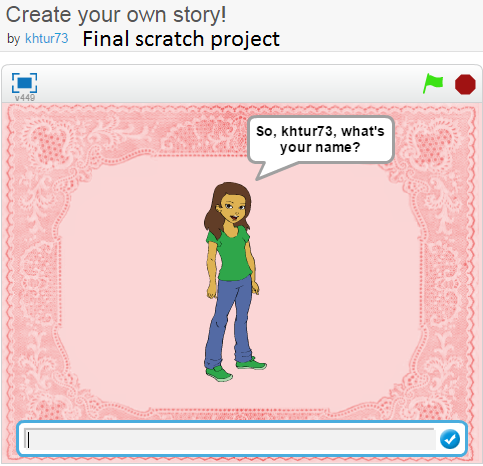 Create your own story!
by khtur73 Final scratch project
v449
So, khtur73, what's
your name?